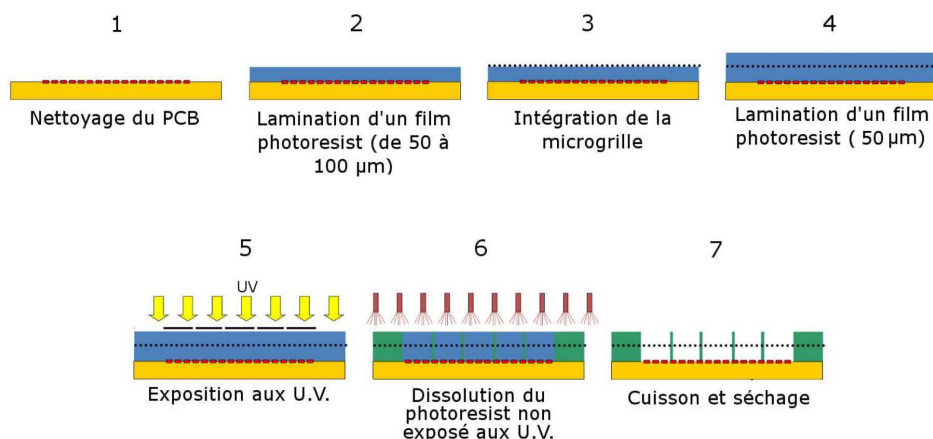 1
Nettoyage du PCB
2
Lamination d'un film
photoresist (de 50 à
100 µm)
3
Intégration de la
microgrille
4
Lamination d'un film
photoresist ( 50 µm)
5
UV
Exposition aux U.V.
6
Dissolution du
photoresist non
exposé aux U.V.
7
Cuisson et séchage